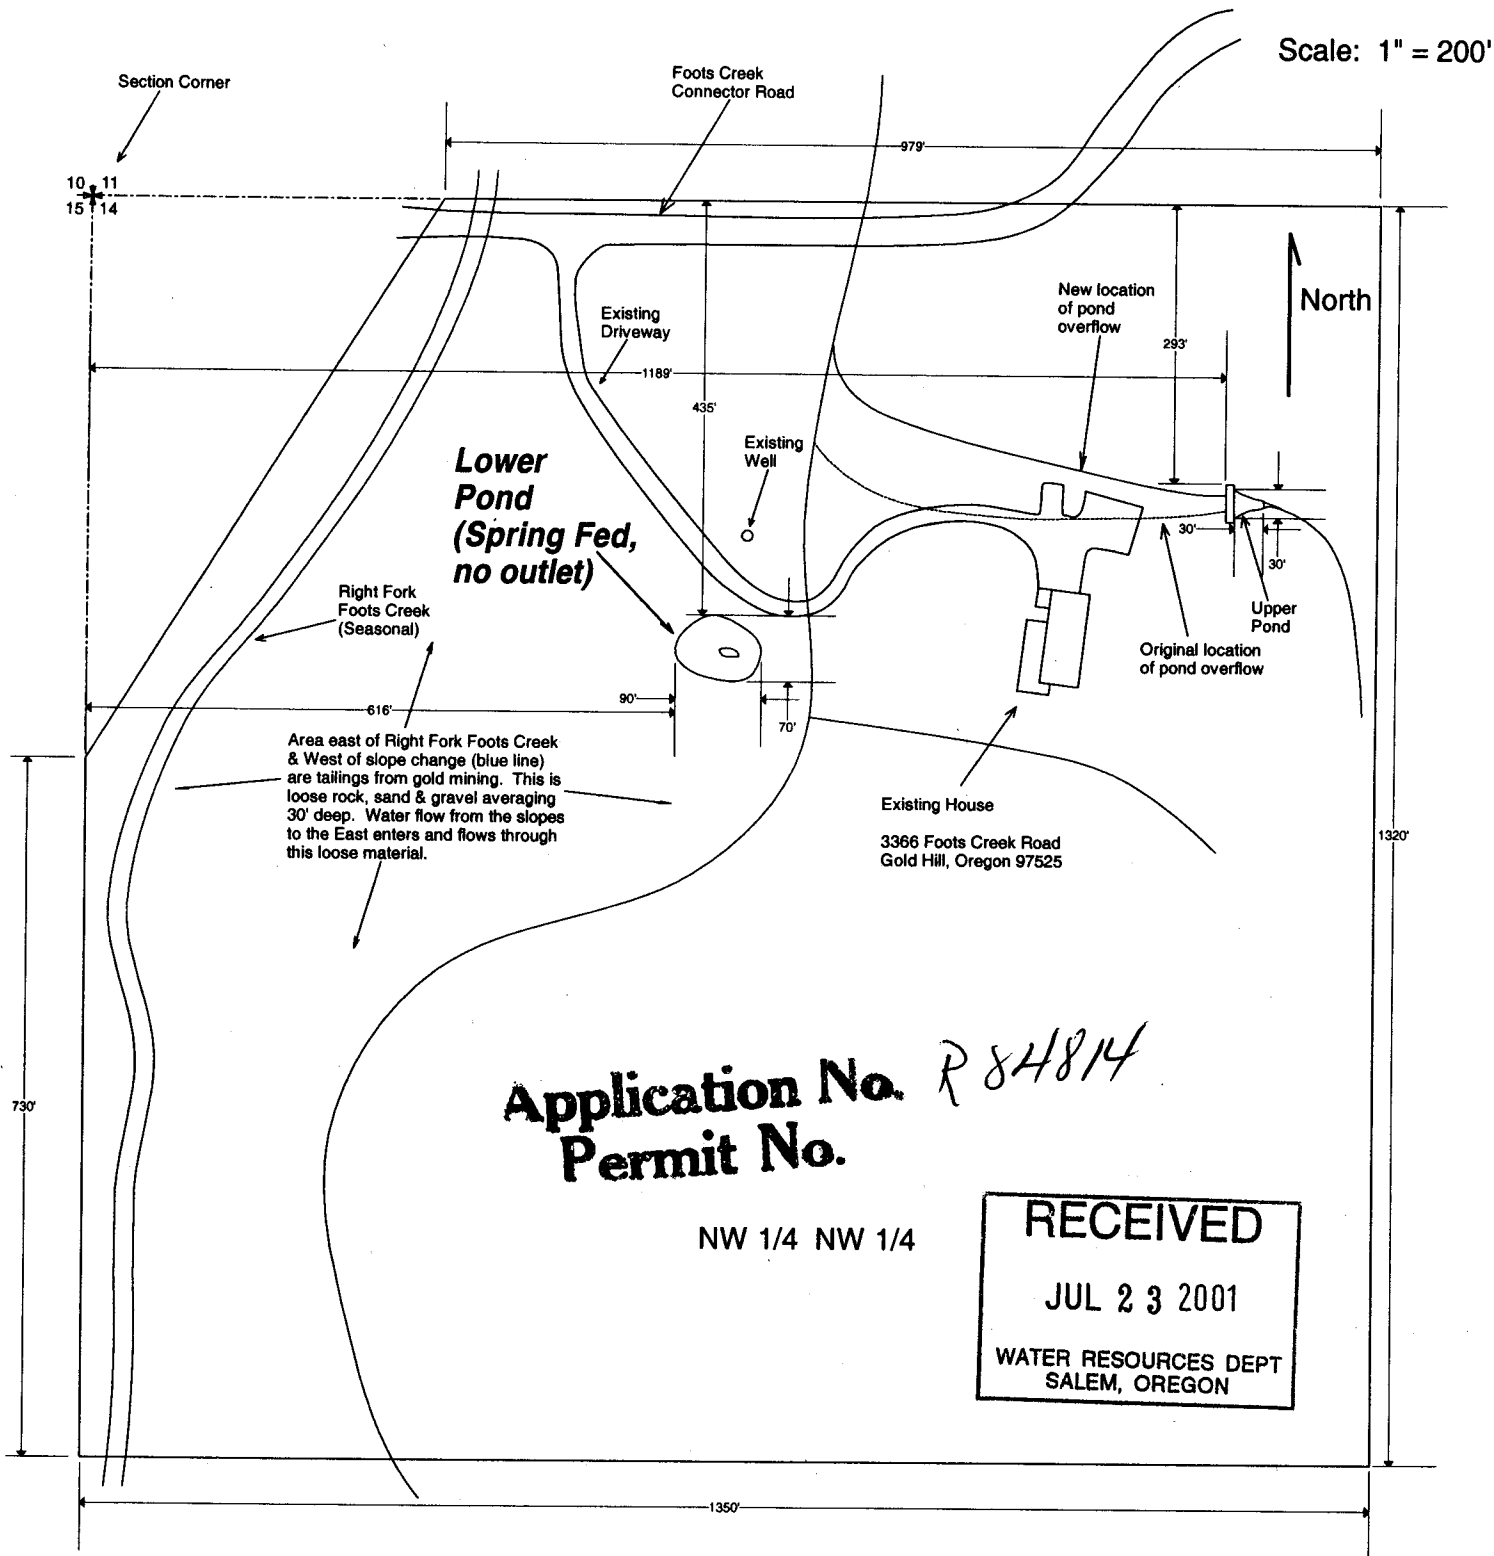 Scale: 1" = 200'
Section Corner
Foots Creek
Connector Road
979'
10 11
15 14
North
New location
of pond
overflow
293'
Existing
Driveway
1189'
435'
Existing
Well
Lower
Pond
(Spring Fed,
no outlet)
30'
30'
Upper
Pond
Original location
of pond overflow
Right Fork
Foots Creek
(Seasonal)
90'
616'
70'
Area east of Right Fork Foots Creek
& West of slope change (blue line)
are tailings from gold mining. This is
loose rock, sand & gravel averaging
30' deep. Water flow from the slopes
to the East enters and flows through
this loose material.
Existing House
3366 Foots Creek Road
Gold Hill, Oregon 97525
1320'
730'
Application No. R 84814
Permit No.
NW 1/4 NW 1/4
RECEIVED
JUL 23 2001
WATER RESOURCES DEPT
SALEM, OREGON
1350'